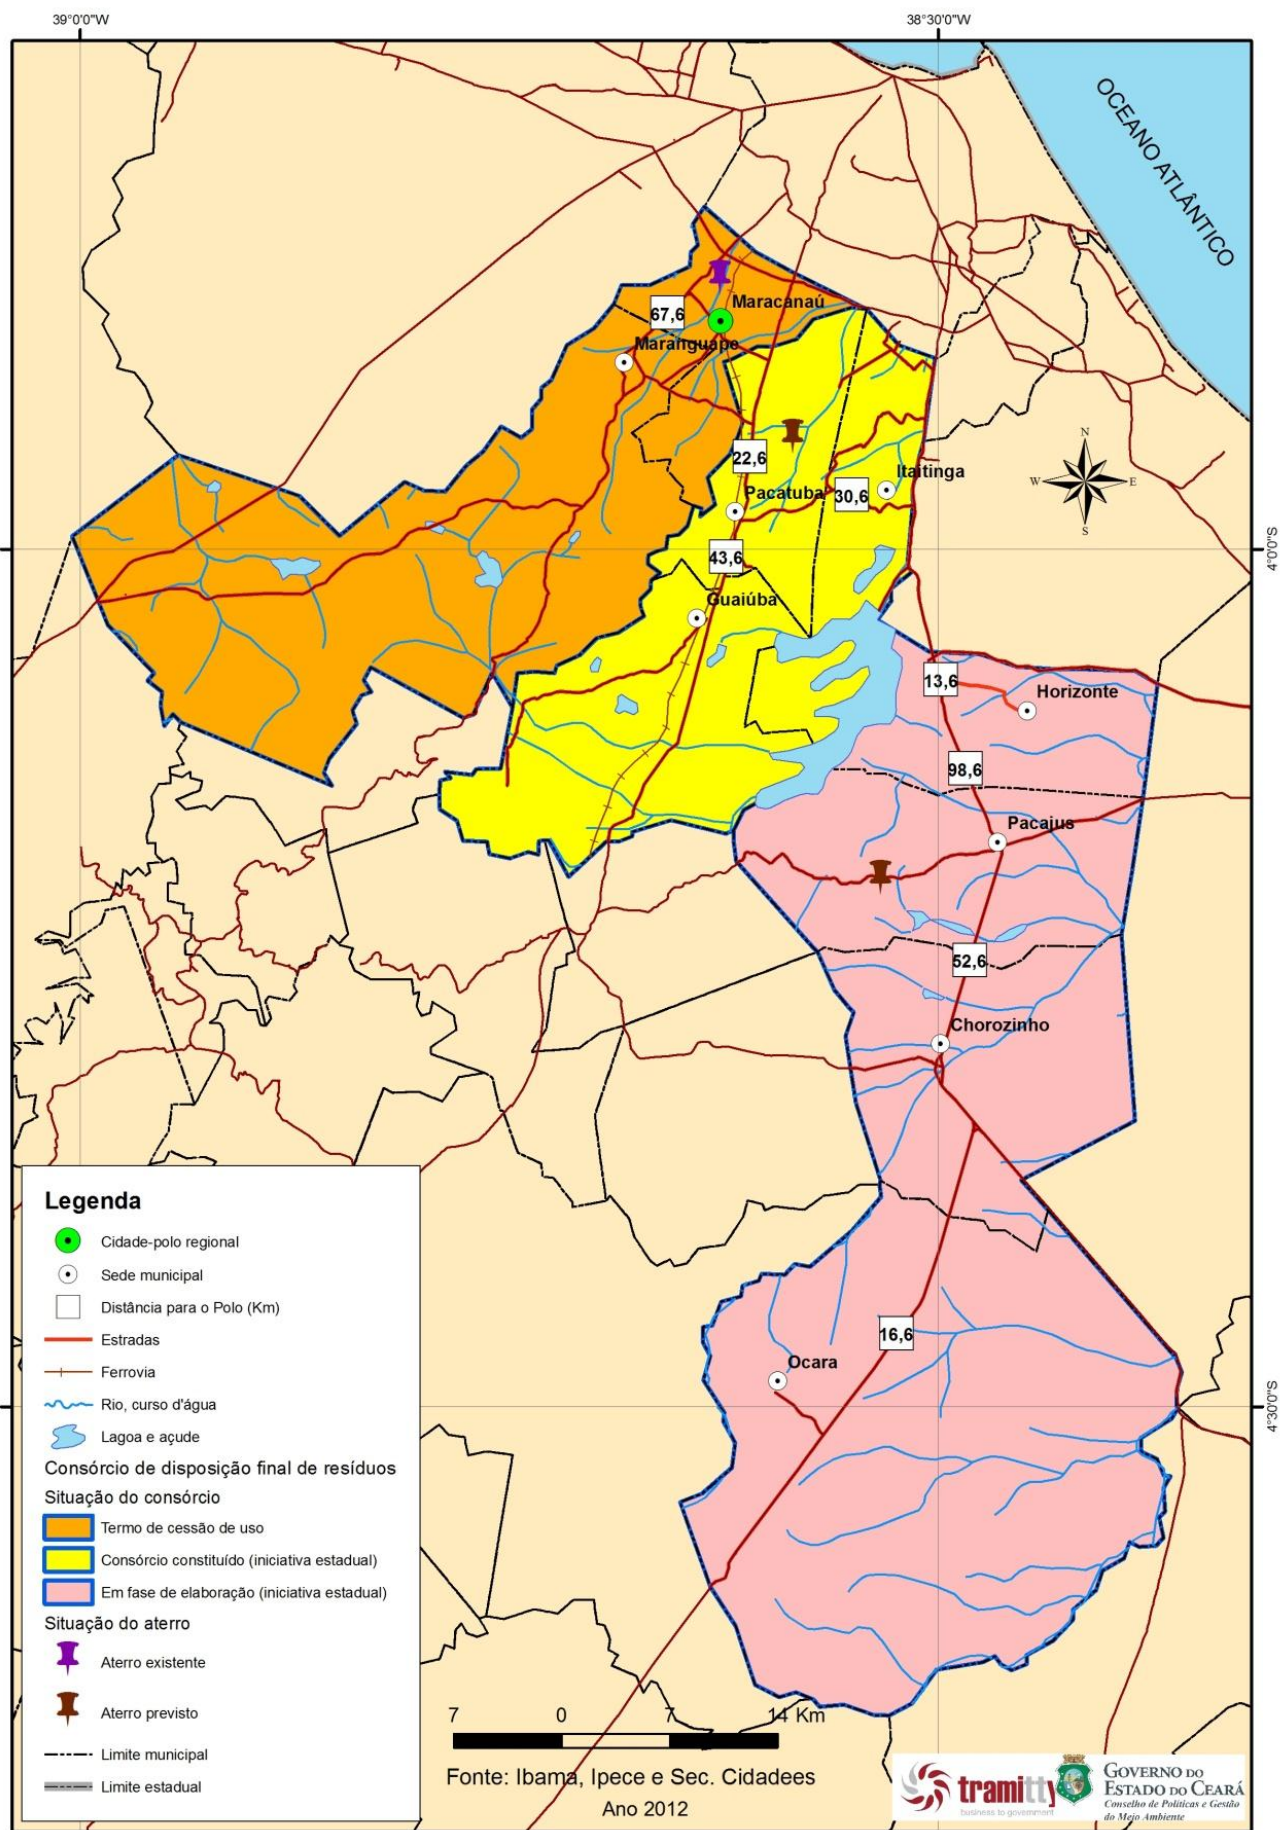 39°0'0"W
38°30'0"W
OCEANO ATLÂNTICO
Maracanaú
67,6
Maranguape
N
W
E
S
22,6
Itaitinga
Pacatuba
30,6
43,6
4°0'0"S
Guaiúba
13,6
Horizonte
98,6
Pacajus
52,6
Chorozinho
16,6
Ocara
4°30'0"S
Legenda
Cidade-polo regional
Sede municipal
Distância para o Polo (Km)
Estradas
Ferrovia
Rio, curso d'água
Lagoa e açude
Consórcio de disposição final de resíduos
Situação do consórcio
Termo de cessão de uso
Consórcio constituído (iniciativa estadual)
Em fase de elaboração (iniciativa estadual)
Situação do aterro
Aterro existente
Aterro previsto
Limite municipal
Limite estadual
7 0 7 14 Km
Fonte: Ibama, Ipece e Sec. Cidadees
Ano 2012
tramitty
business to government
GOVERNO DO
ESTADO DO CEARÁ
Conselho de Políticas e Gestão
do Meio Ambiente